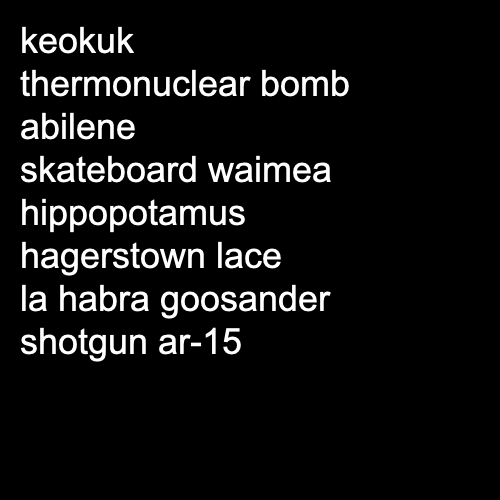 keokuk
thermonuclear bomb
abilene
skateboard waimea
hippopotamus
hagerstown lace
la habra goosander
shotgun ar-15